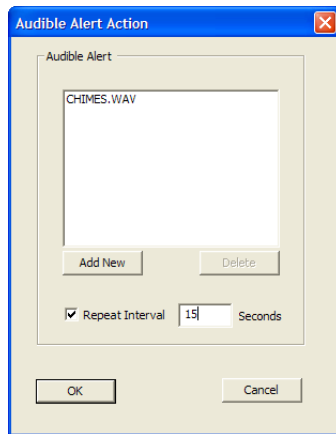 Audible Alert Action
Audible Alert
CHIMES.WAV
Add New Delete
Repeat Interval 15 Seconds
OK Cancel